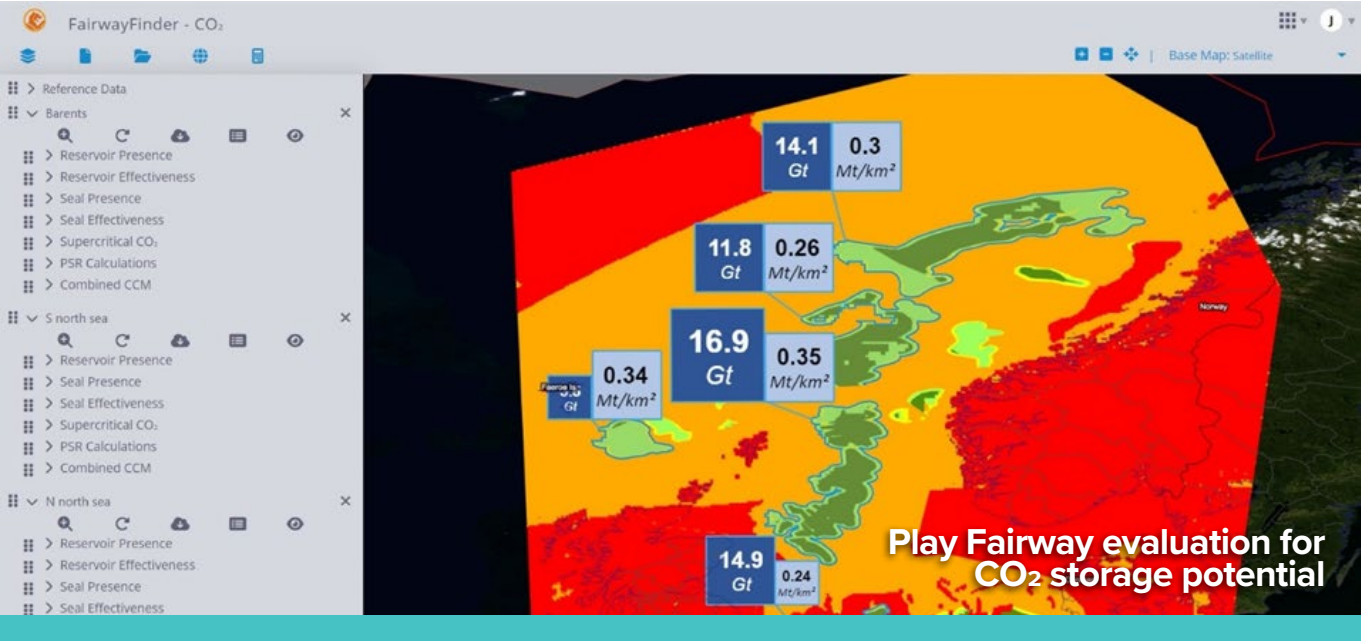 FairwayFinder - CO₂
J
Base Map: Satellite
Reference Data
Barents
Reservoir Presence
Reservoir Effectiveness
Seal Presence
Seal Effectiveness
Supercritical CO₂
PSR Calculations
Combined CCM
S north sea
Reservoir Presence
Seal Presence
Seal Effectiveness
Supercritical CO₂
PSR Calculations
Combined CCM
N north sea
Reservoir Presence
Reservoir Effectiveness
Seal Presence
Seal Effectiveness
14.1 Gt
0.3 Mt/km²
11.8 Gt
0.26 Mt/km²
16.9 Gt
0.35 Mt/km²
Gt
0.34 Mt/km²
14.9 Gt
0.24 Mt/km²
Norway
Play Fairway evaluation for
CO₂ storage potential